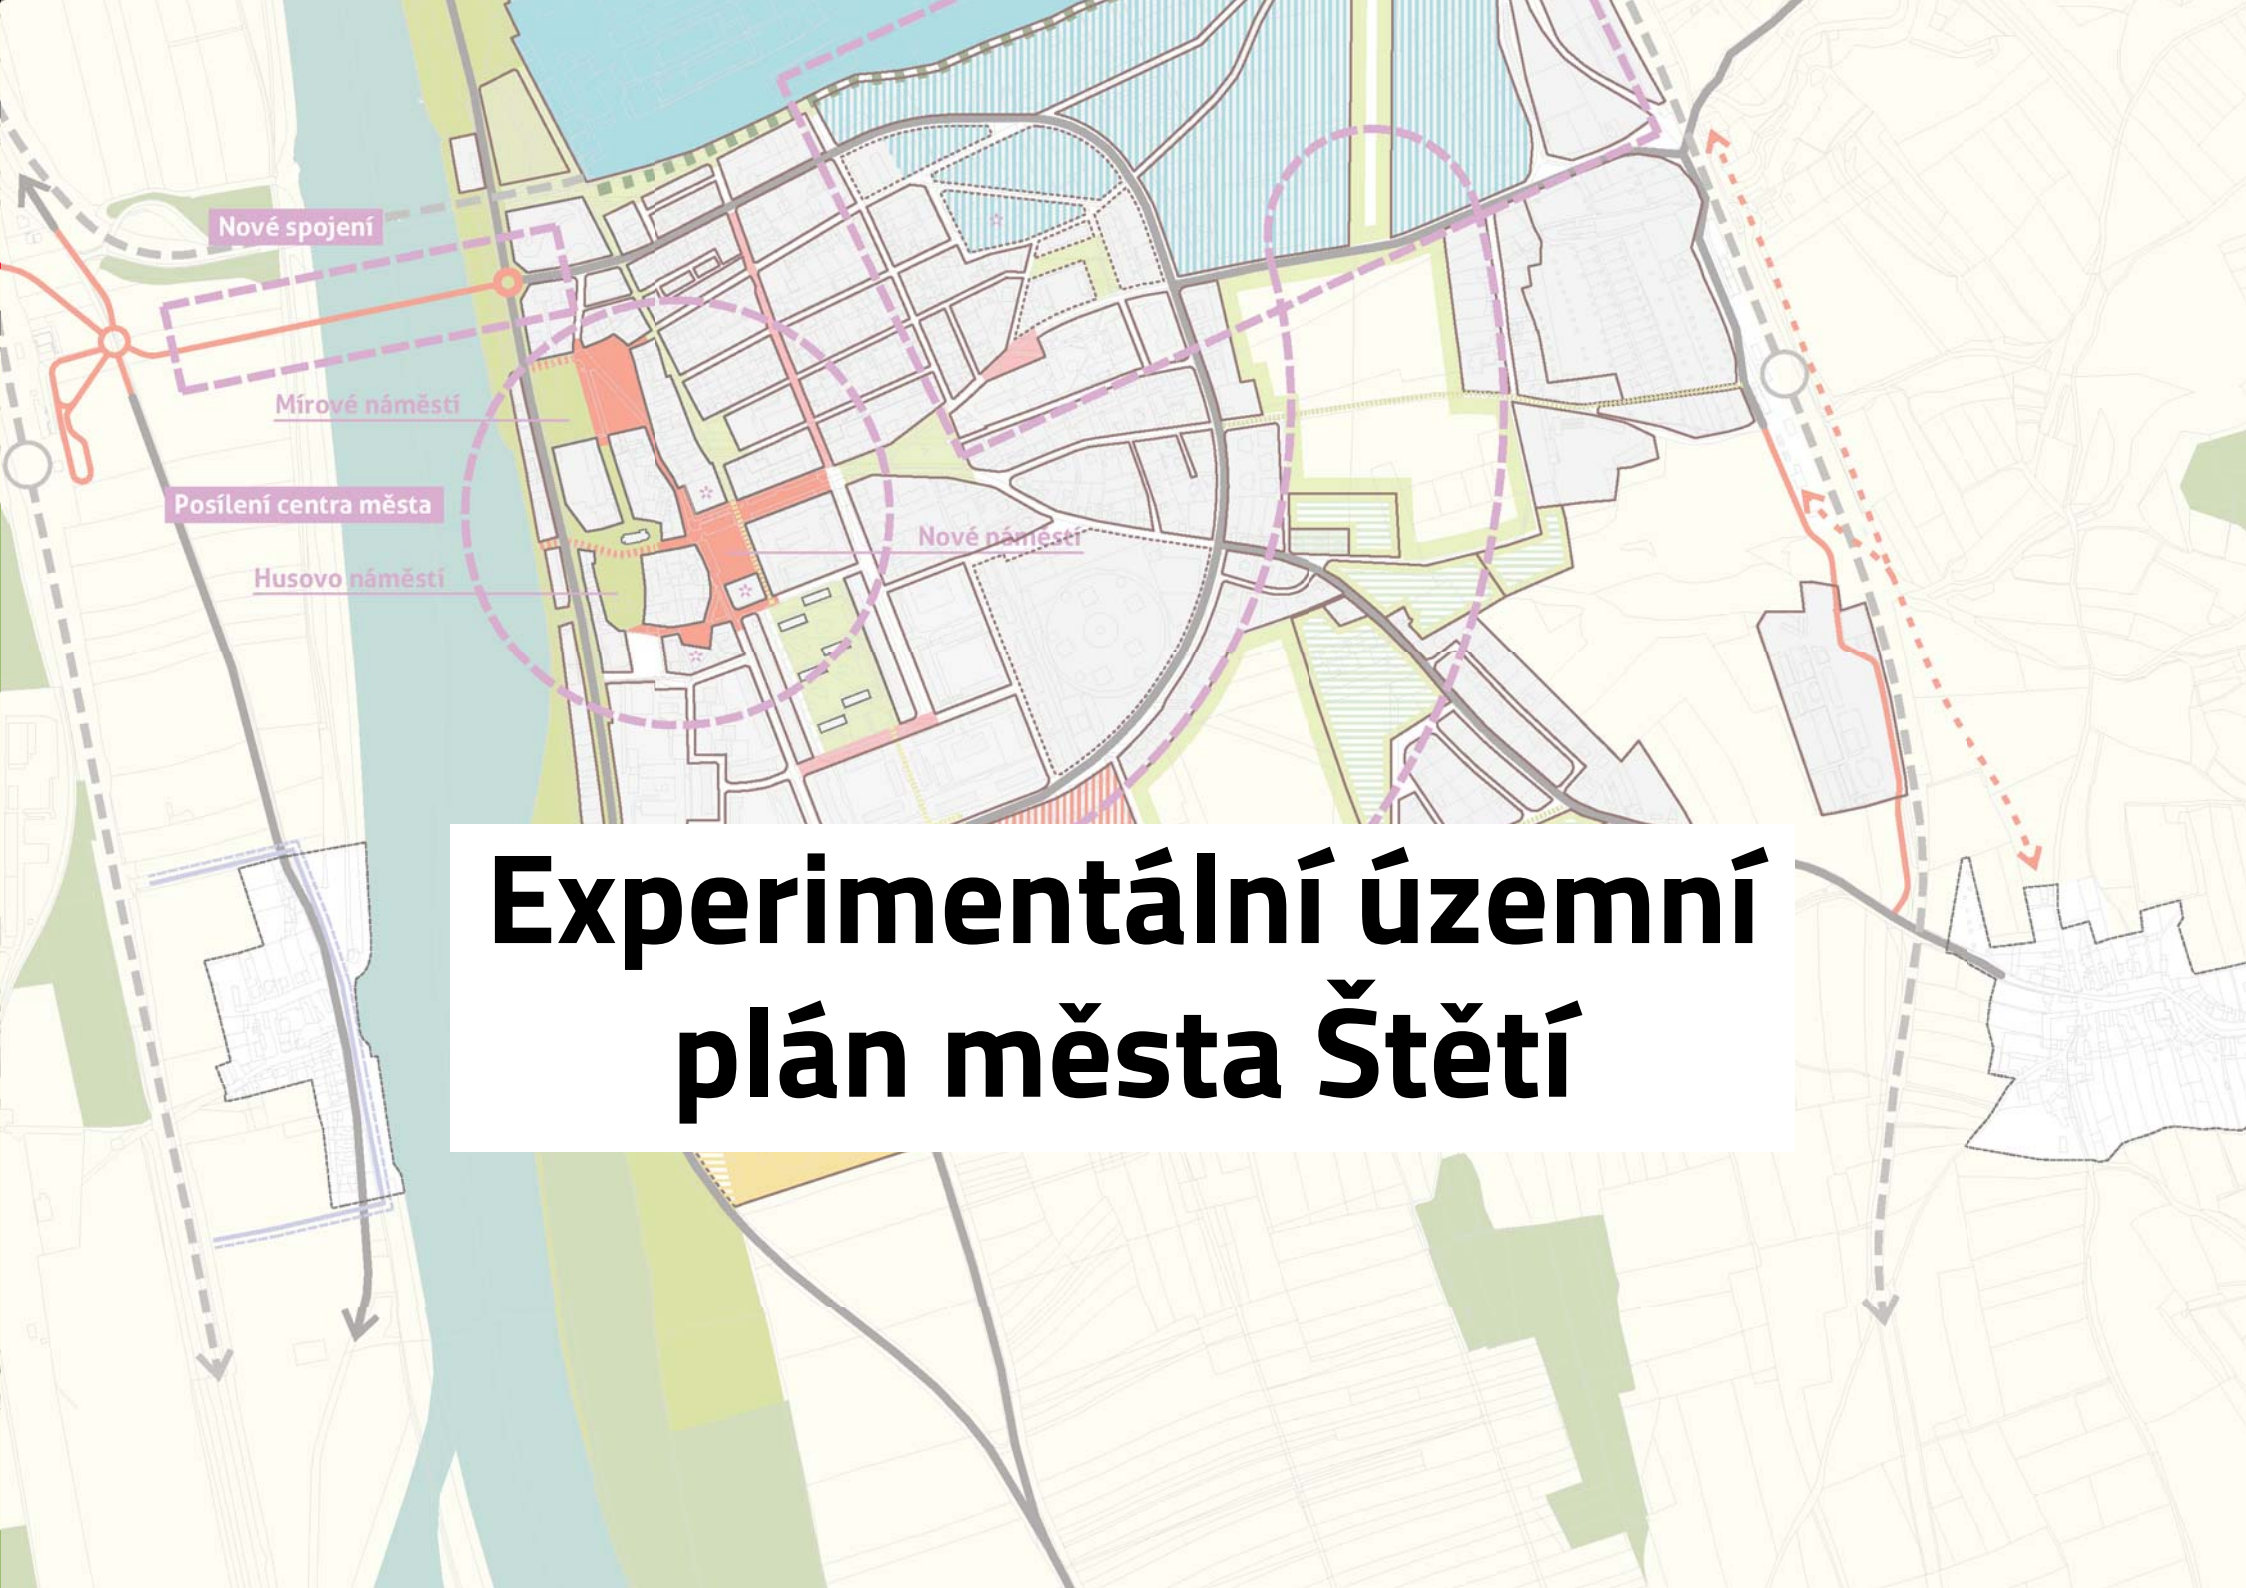 Nové spojení
Mírové náměstí
Posílení centra města
Nové náměstí
Husovo náměstí
Experimentální územní
plán města Štětí